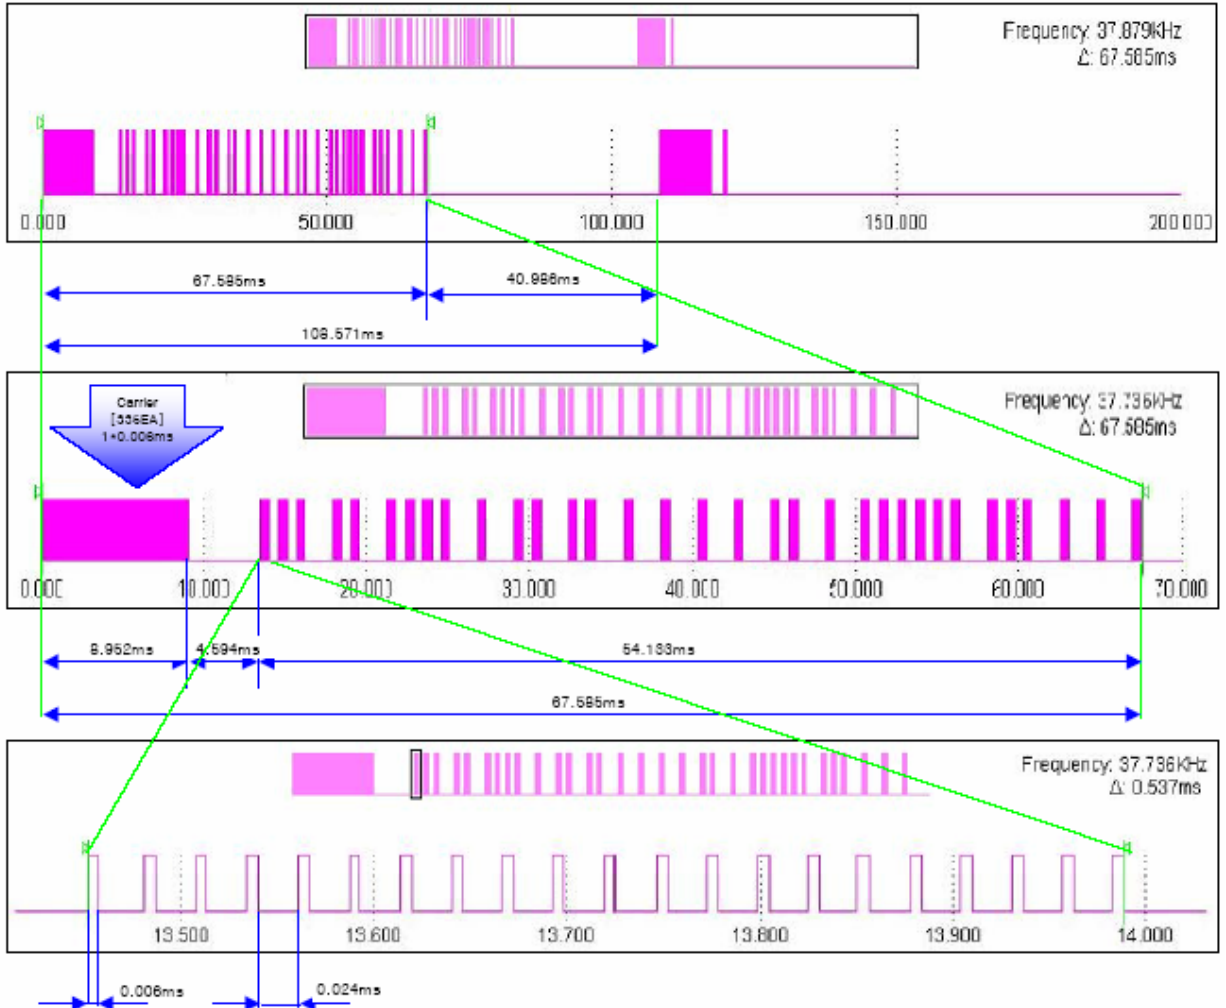 Frequency: 37.879KHz
Δ: 67.585ms
0.000 50.000 100.000 150.000 200.000
67.585ms 40.986ms
108.571ms
Carrier
[336EA]
1+0.006ms
Frequency: 37.736KHz
Δ: 67.585ms
0.000 10.000 20.000 30.000 40.000 50.000 60.000 70.000
8.952ms 4.594ms 54.133ms
67.585ms
Frequency: 37.736KHz
Δ: 0.537ms
13.500 13.600 13.700 13.800 13.900 14.000
0.006ms 0.024ms